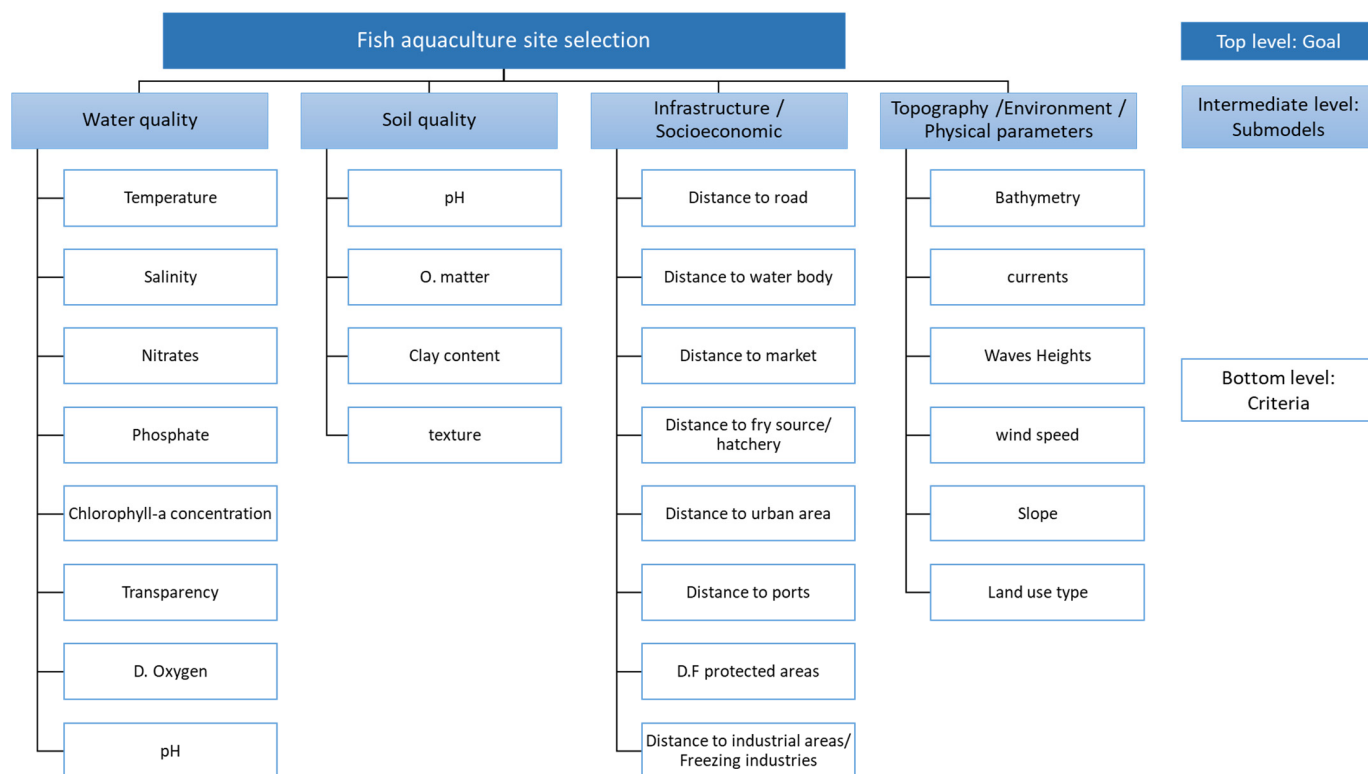 Fish aquaculture site selection
Top level: Goal
Water quality
Soil quality
Infrastructure /
Socioeconomic
Topography /Environment /
Physical parameters
Intermediate level:
Submodels
Temperature
pH
Distance to road
Bathymetry
Salinity
O. matter
Distance to water body
currents
Nitrates
Clay content
Distance to market
Waves Heights
Bottom level:
Criteria
Phosphate
texture
Distance to fry source/
hatchery
wind speed
Chlorophyll-a concentration
Distance to urban area
Slope
Transparency
Distance to ports
Land use type
D. Oxygen
D.F protected areas
pH
Distance to industrial areas/
Freezing industries